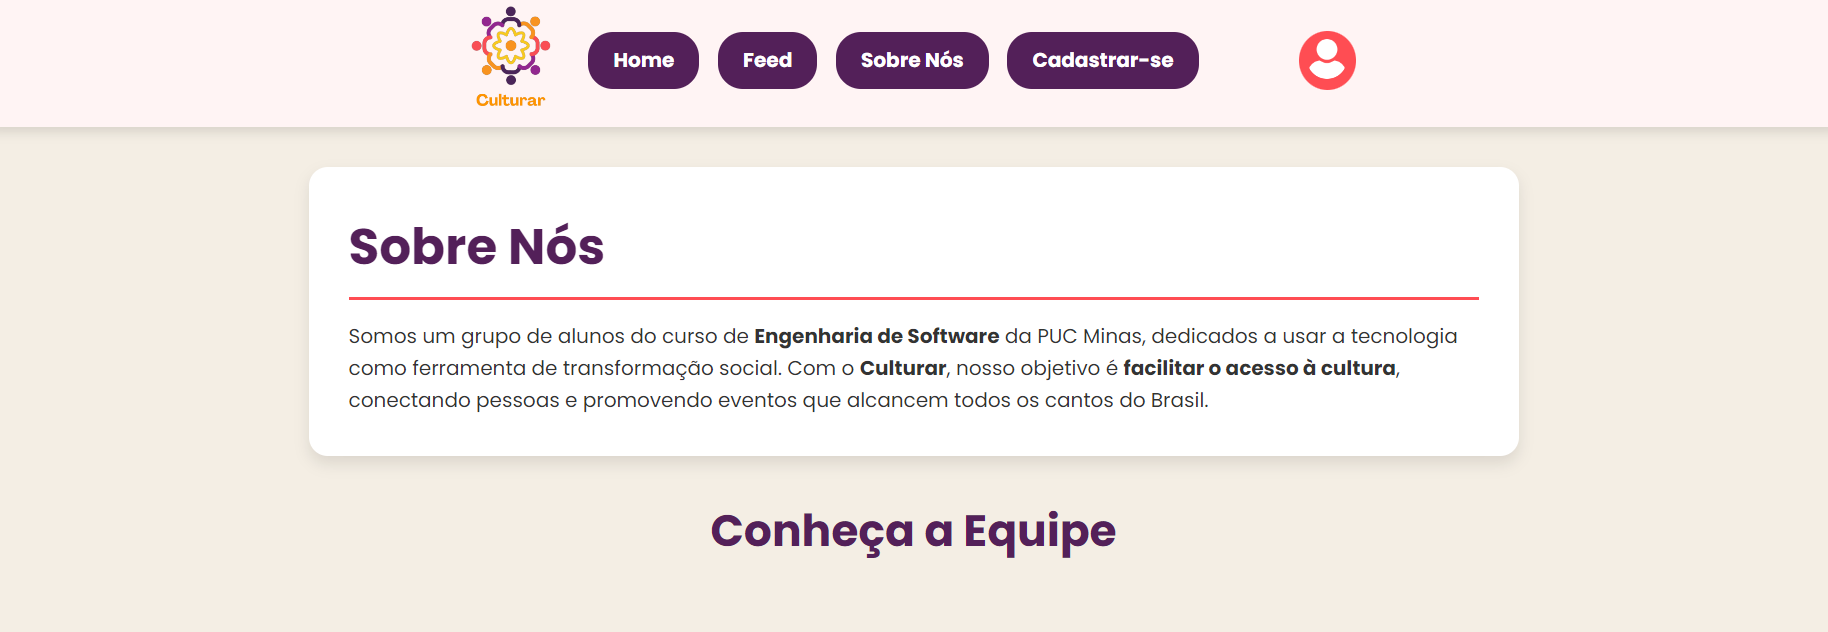 Culturar
Home
Feed
Sobre Nós
Cadastrar-se
Sobre Nós
Somos um grupo de alunos do curso de Engenharia de Software da PUC Minas, dedicados a usar a tecnologia
como ferramenta de transformação social. Com o Culturar, nosso objetivo é facilitar o acesso à cultura,
conectando pessoas e promovendo eventos que alcancem todos os cantos do Brasil.
Conheça a Equipe